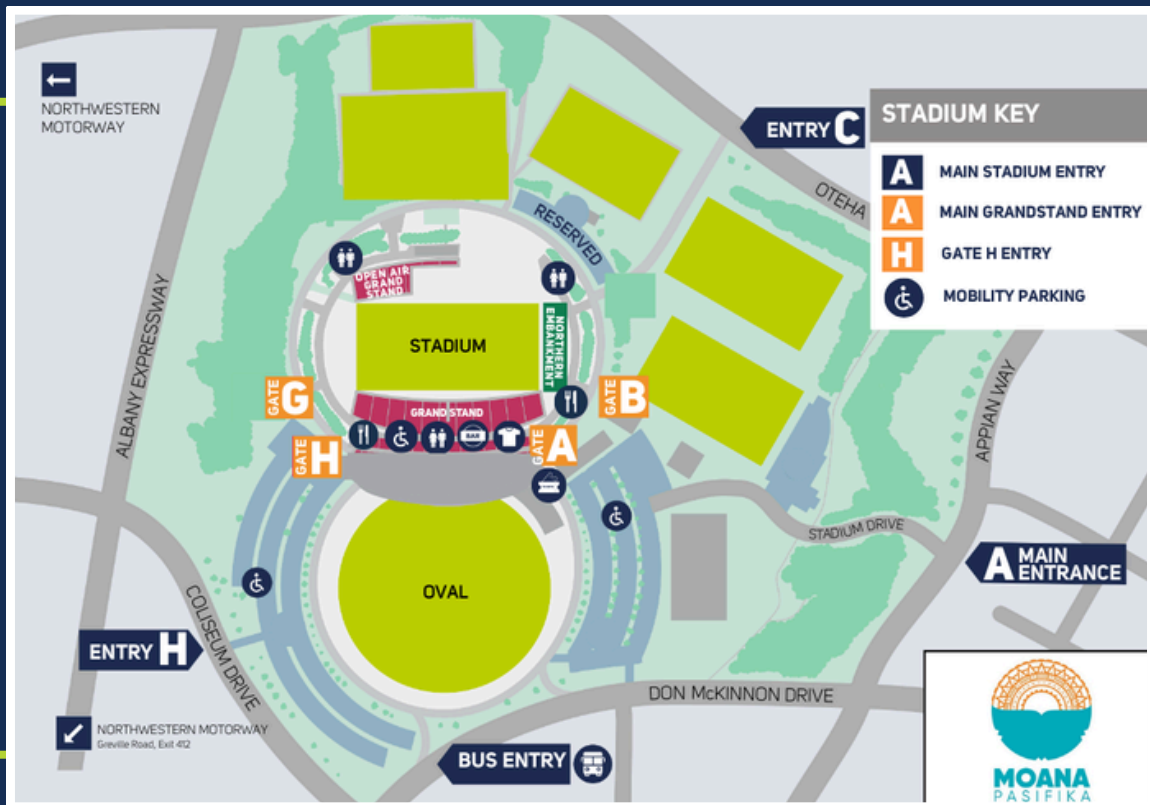 NORTHWESTERN
MOTORWAY
ENTRY C
STADIUM KEY
A MAIN STADIUM ENTRY
A MAIN GRANDSTAND ENTRY
H GATE H ENTRY
MOBILITY PARKING
OTEHA
RESERVED
OPEN AIR
GRAND
STAND
ALBANY EXPRESSWAY
STADIUM
NORTHERN
EMBANKMENT
APPIAN WAY
GATE G
GATE B
GRAND STAND
BAR
GATE H
GATE A
STADIUM DRIVE
A MAIN
ENTRANCE
OVAL
COLISEUM DRIVE
ENTRY H
DON McKINNON DRIVE
NORTHWESTERN MOTORWAY
Greville Road, Exit 412
BUS ENTRY
MOANA
PASIFIKA